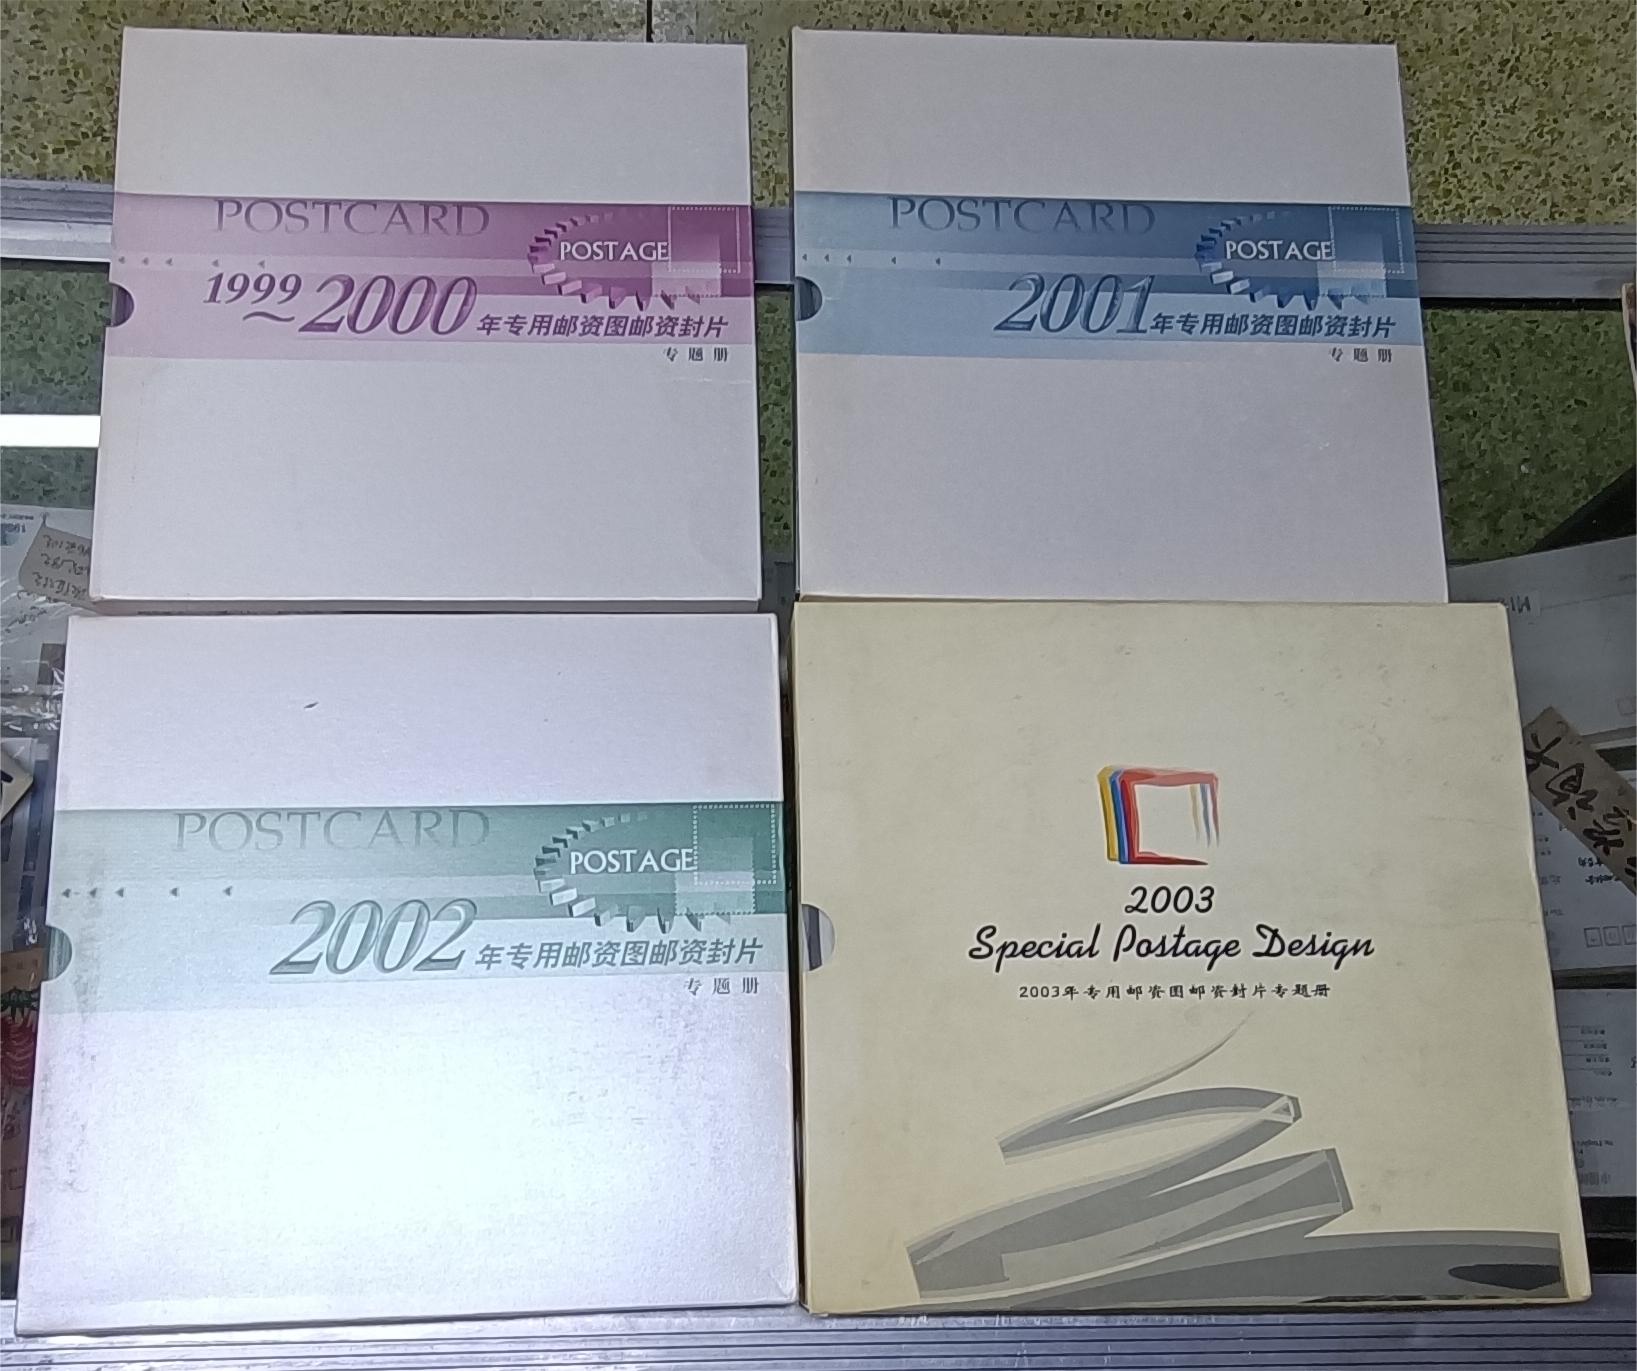 POSTCARD
POSTAGE
1999~2000年专用邮资图邮资封片
专题册
POSTCARD
POSTAGE
2001年专用邮资图邮资封片
专题册
POSTCARD
POSTAGE
2002年专用邮资图邮资封片
专题册
2003
Special Postage Design
2003年专用邮资图邮资封片专题册